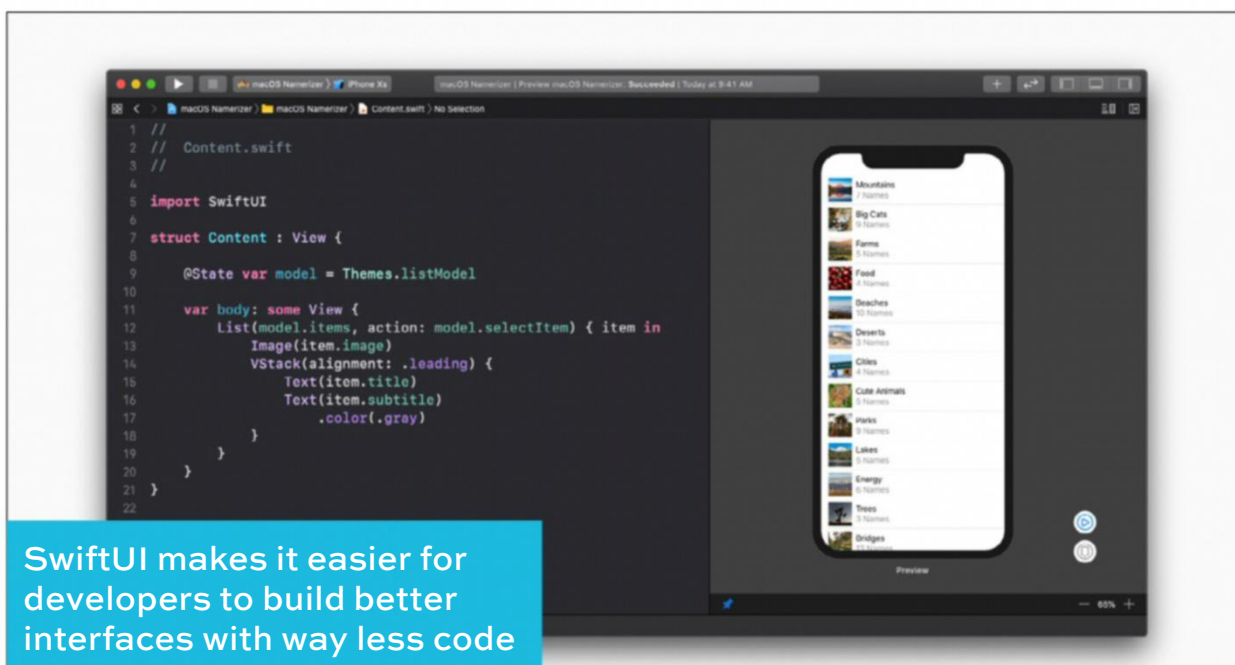 macOS Namerizer 〉 iPhone Xs
macOS Namerizer | Preview macOS Namerizer: Succeeded | Today at 9:41 AM
macOS Namerizer 〉 macOS Namerizer 〉 Content.swift 〉 No Selection
1 //
2 //  Content.swift
3 //
4
5 import SwiftUI
6
7 struct Content : View {
8
9     @State var model = Themes.listModel
10
11     var body: some View {
12         List(model.items, action: model.selectItem) { item in
13             Image(item.image)
14             VStack(alignment: .leading) {
15                 Text(item.title)
16                 Text(item.subtitle)
17                     .color(.gray)
18             }
19         }
20     }
21 }
22
Mountains
7 Names
Big Cats
9 Names
Farms
5 Names
Food
4 Names
Beaches
10 Names
Deserts
3 Names
Cities
4 Names
Cute Animals
5 Names
Parks
9 Names
Lakes
5 Names
Energy
6 Names
Trees
3 Names
Bridges
13 Names
Preview
65%
SwiftUI makes it easier for
developers to build better
interfaces with way less code